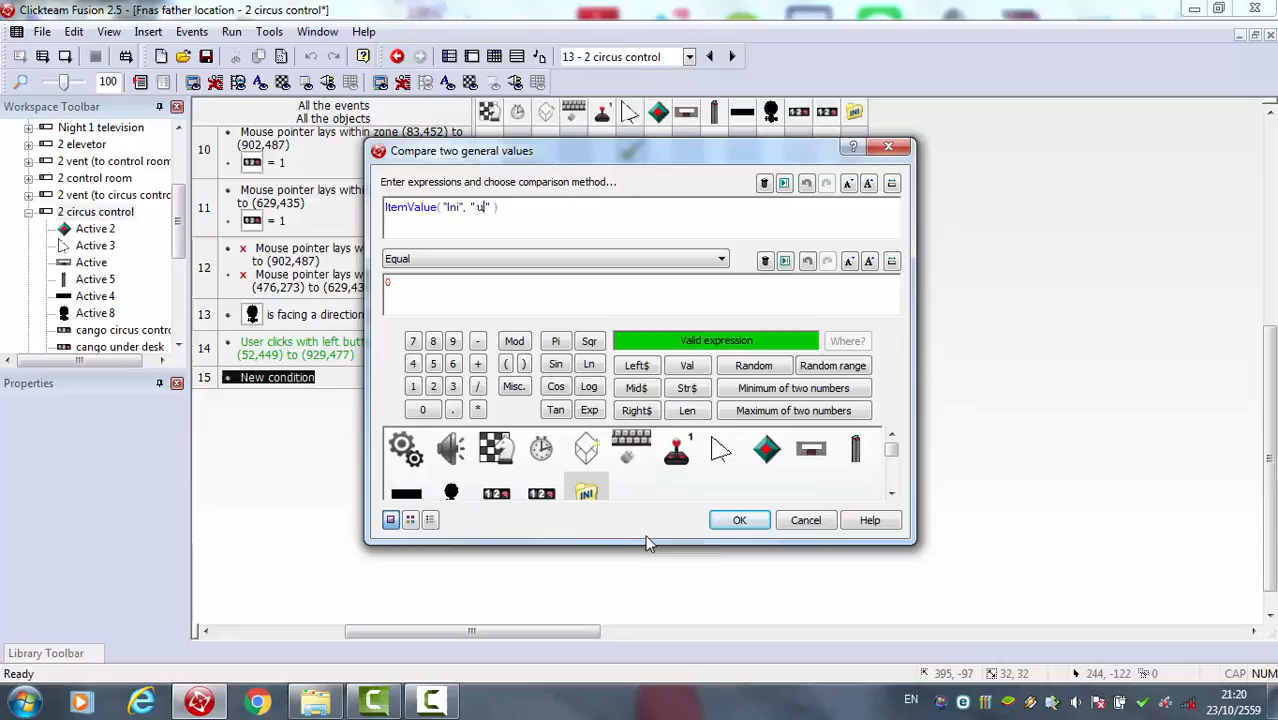 Clickteam Fusion 2.5 - [Fnas father location - 2 circus control*]
File Edit View Insert Events Run Tools Window Help
13 - 2 circus control
100
Workspace Toolbar
Night 1 television
2 elevator
2 vent (to control room
2 control room
2 vent (to circus contro
2 circus control
Active 2
Active 3
Active
Active 5
Active 4
Active 8
cango circus contro
cango under desk
Properties
Library Toolbar
All the events
All the objects
10
Mouse pointer lays within zone (83,452) to
(902,487)
= 1
11
Mouse pointer lays with
to (629,435)
= 1
12
X Mouse pointer lays with
to (902,487)
X Mouse pointer lays with
(476,273) to (629,43
13
is facing a direction
14
User clicks with left butt
(52,449) to (929,477)
15
New condition
Compare two general values
Enter expressions and choose comparison method...
ItemValue( "Ini", " u" )
Equal
0
7 8 9 - Mod Pi Sqr Valid expression Where?
4 5 6 + ( ) Sin Ln Left$ Val Random Random range
1 2 3 / Misc. Cos Log Mid$ Str$ Minimum of two numbers
0 . * Tan Exp Right$ Len Maximum of two numbers
INI
OK Cancel Help
Ready
395, -97 32, 32 244, -122 0 CAP NUM
EN
21:20
23/10/2559